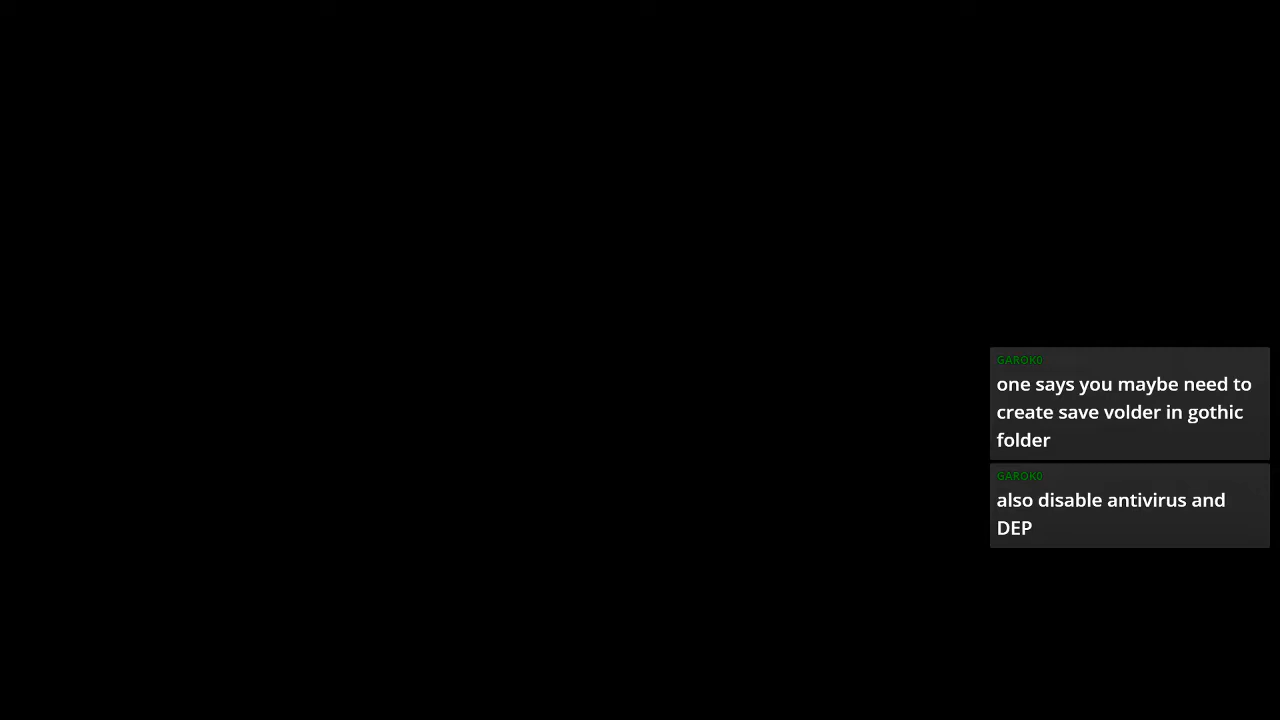 GAROK0
one says you maybe need to
create save volder in gothic
folder
GAROK0
also disable antivirus and
DEP